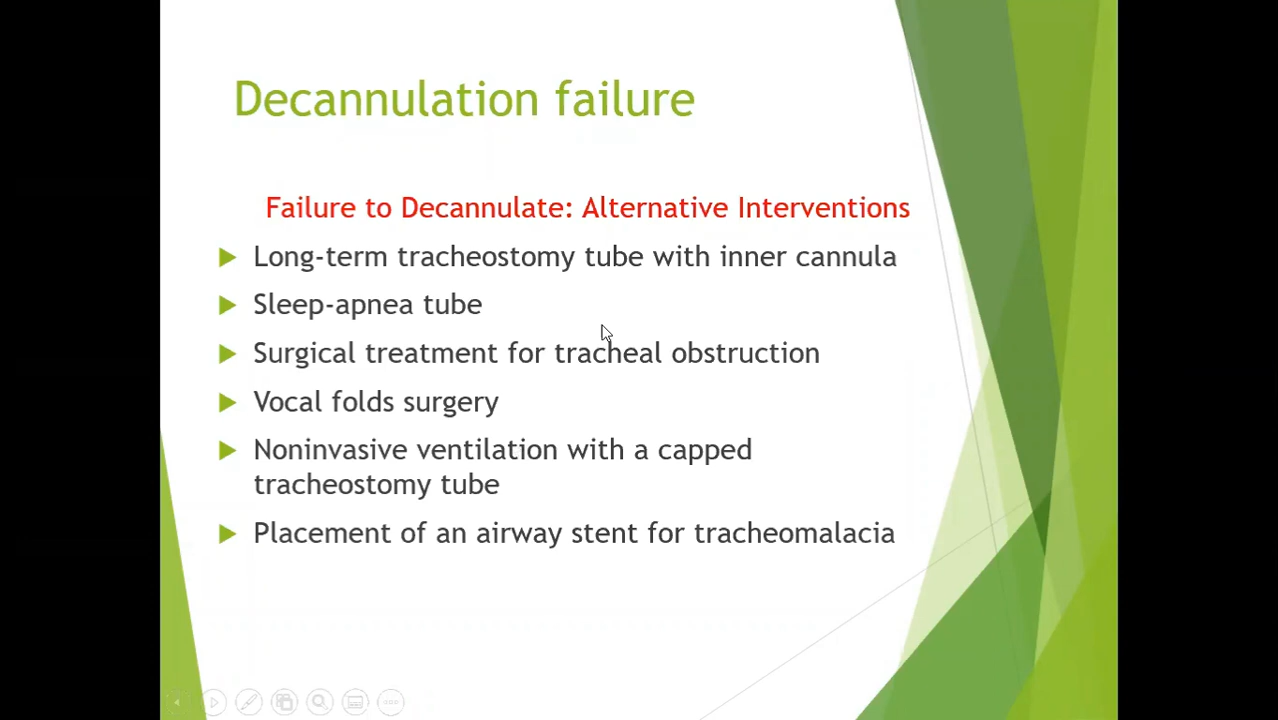 Decannulation failure
Failure to Decannulate: Alternative Interventions
Long-term tracheostomy tube with inner cannula
Sleep-apnea tube
Surgical treatment for tracheal obstruction
Vocal folds surgery
Noninvasive ventilation with a capped
tracheostomy tube
Placement of an airway stent for tracheomalacia